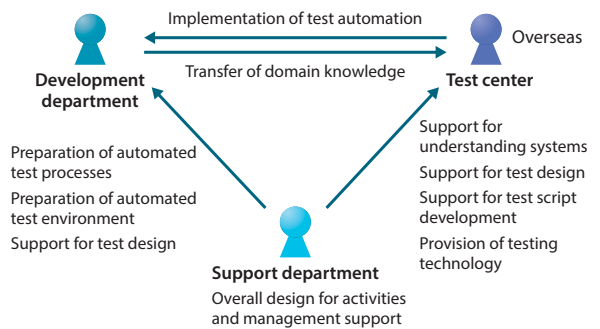 Implementation of test automation
Overseas
Transfer of domain knowledge
Development
department
Test center
Preparation of automated
test processes
Preparation of automated
test environment
Support for test design
Support for
understanding systems
Support for test design
Support for test script
development
Provision of testing
technology
Support department
Overall design for activities
and management support